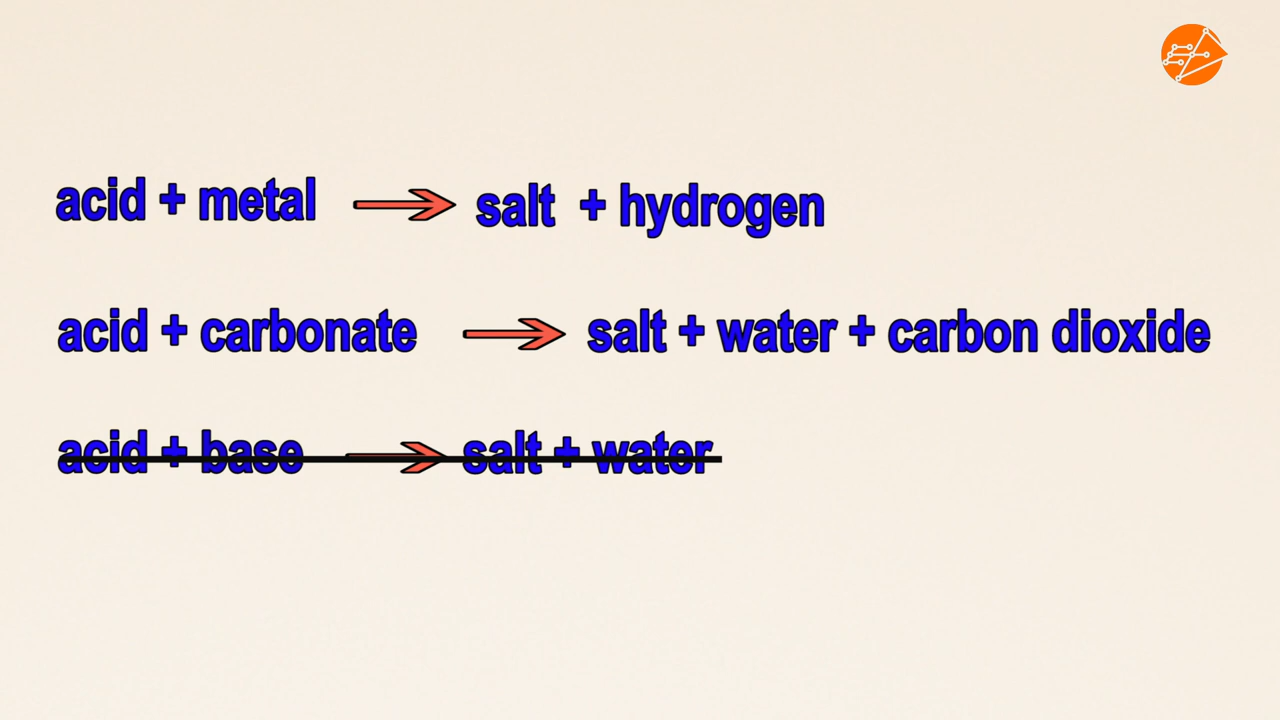 acid + metal → salt + hydrogen
acid + carbonate → salt + water + carbon dioxide
acid + base → salt + water